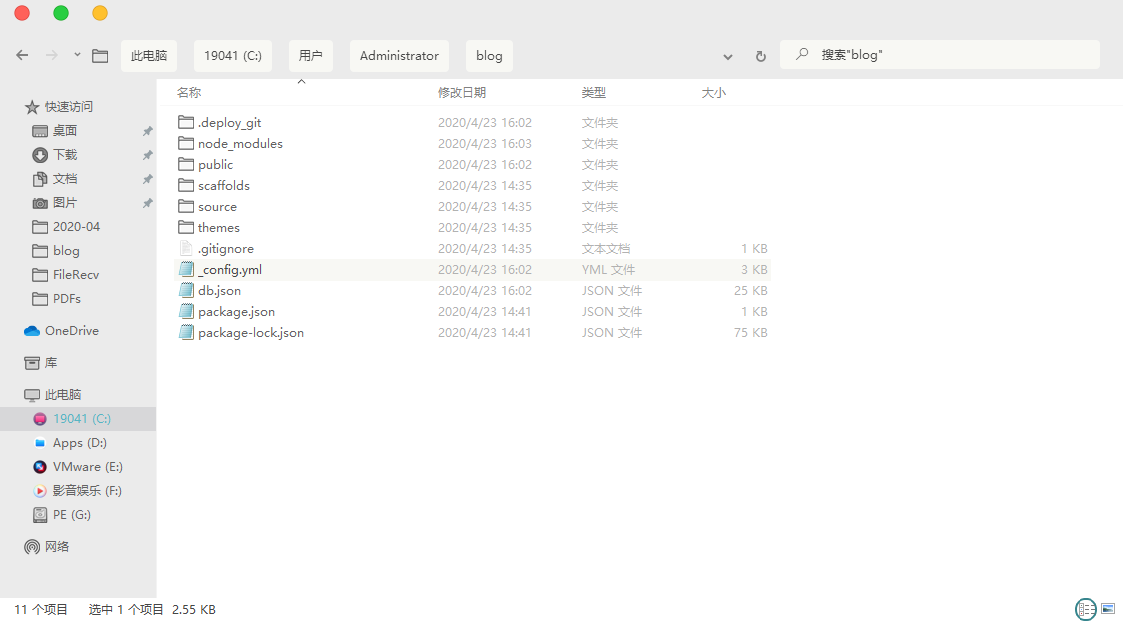 此电脑 19041 (C:) 用户 Administrator blog 搜索"blog"
名称 修改日期 类型 大小
快速访问
桌面
下载
文档
图片
2020-04
blog
FileRecv
PDFs
OneDrive
库
此电脑
19041 (C:)
Apps (D:)
VMware (E:)
影音娱乐 (F:)
PE (G:)
网络
.deploy_git 2020/4/23 16:02 文件夹
node_modules 2020/4/23 16:03 文件夹
public 2020/4/23 16:02 文件夹
scaffolds 2020/4/23 14:35 文件夹
source 2020/4/23 14:35 文件夹
themes 2020/4/23 14:35 文件夹
.gitignore 2020/4/23 14:35 文本文档 1 KB
_config.yml 2020/4/23 16:02 YML 文件 3 KB
db.json 2020/4/23 16:02 JSON 文件 25 KB
package.json 2020/4/23 14:41 JSON 文件 1 KB
package-lock.json 2020/4/23 14:41 JSON 文件 75 KB
11 个项目 选中 1 个项目 2.55 KB